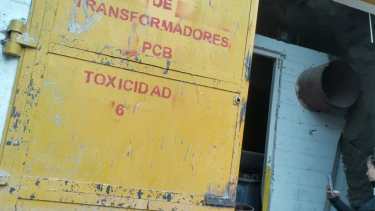 DE
TRANSFORMADORES,
PCB
TOXICIDAD
6